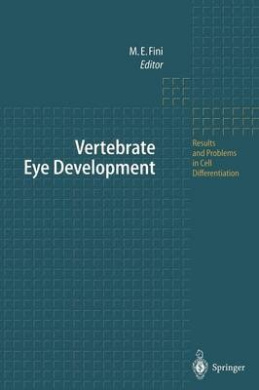 M. E. Fini
Editor
Vertebrate
Eye Development
Results
and Problems
in Cell
Differentiation
Springer